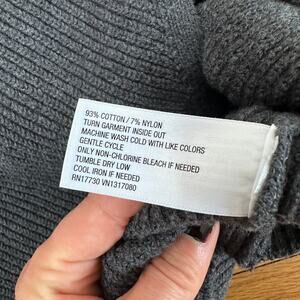 93% COTTON / 7% NYLON
TURN GARMENT INSIDE OUT
MACHINE WASH COLD WITH LIKE COLORS
GENTLE CYCLE
ONLY NON-CHLORINE BLEACH IF NEEDED
TUMBLE DRY LOW
COOL IRON IF NEEDED
RN17730 VN1317080